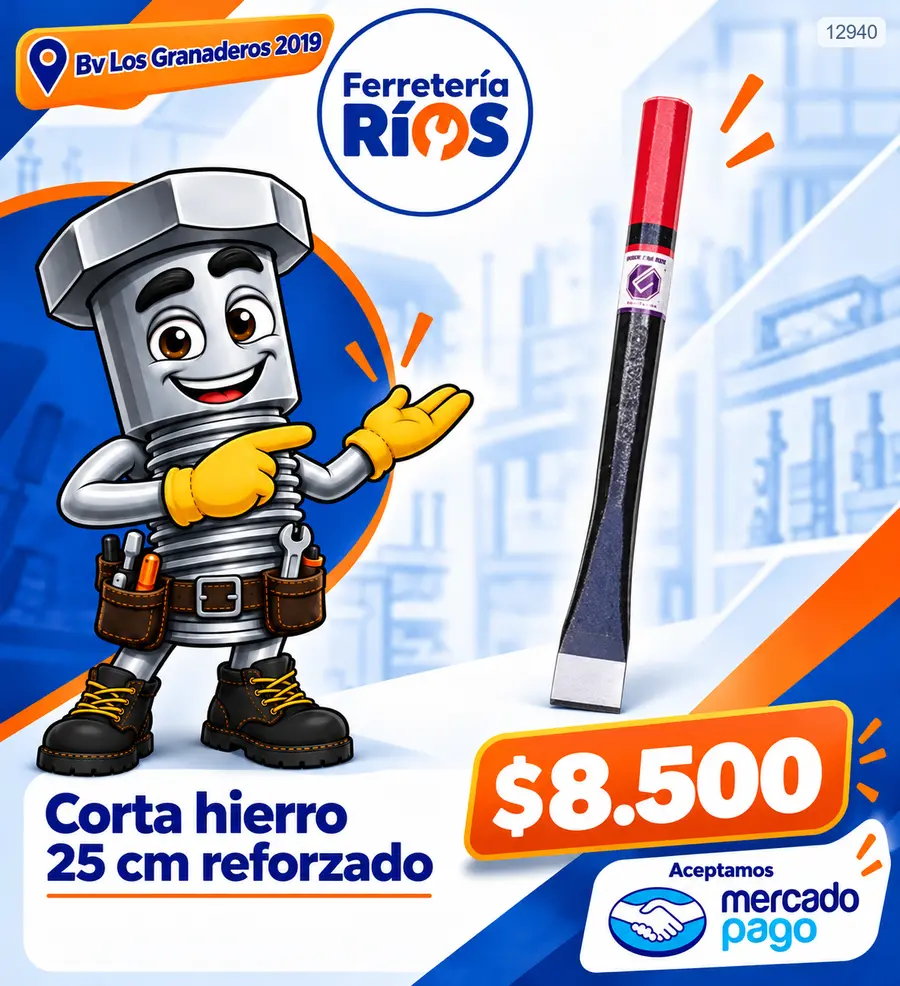 Bv Los Granaderos 2019
Ferretería
RÍOS
12940
$8.500
Corta hierro
25 cm reforzado
Aceptamos
mercado
pago